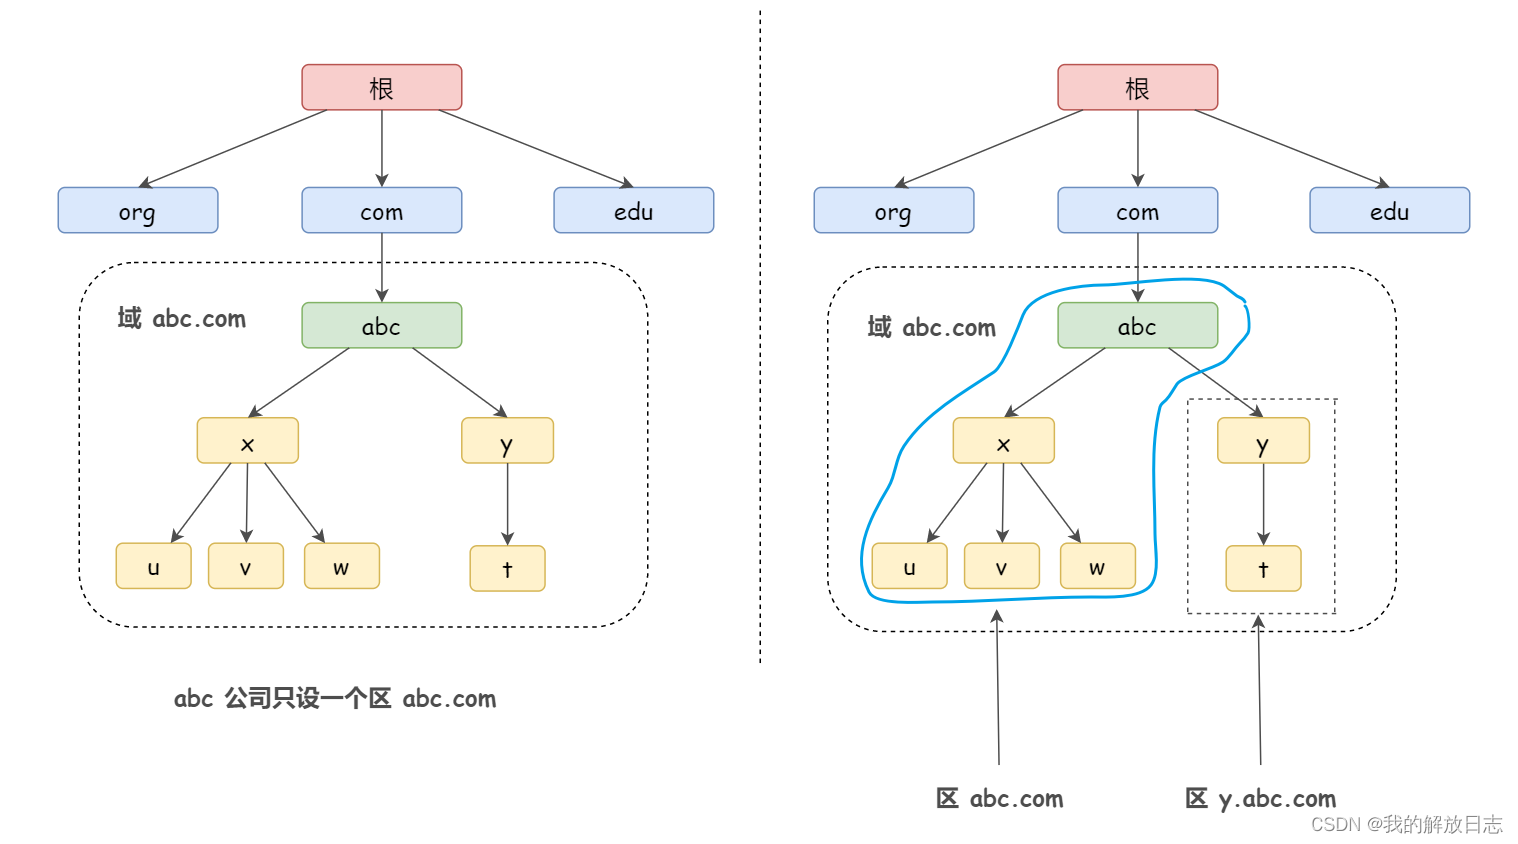 根
org
com
edu
域 abc.com
abc
x
y
u
v
w
t
abc 公司只设一个区 abc.com
根
org
com
edu
域 abc.com
abc
x
y
u
v
w
t
区 abc.com
区 y.abc.com
CSDN @我的解放日志